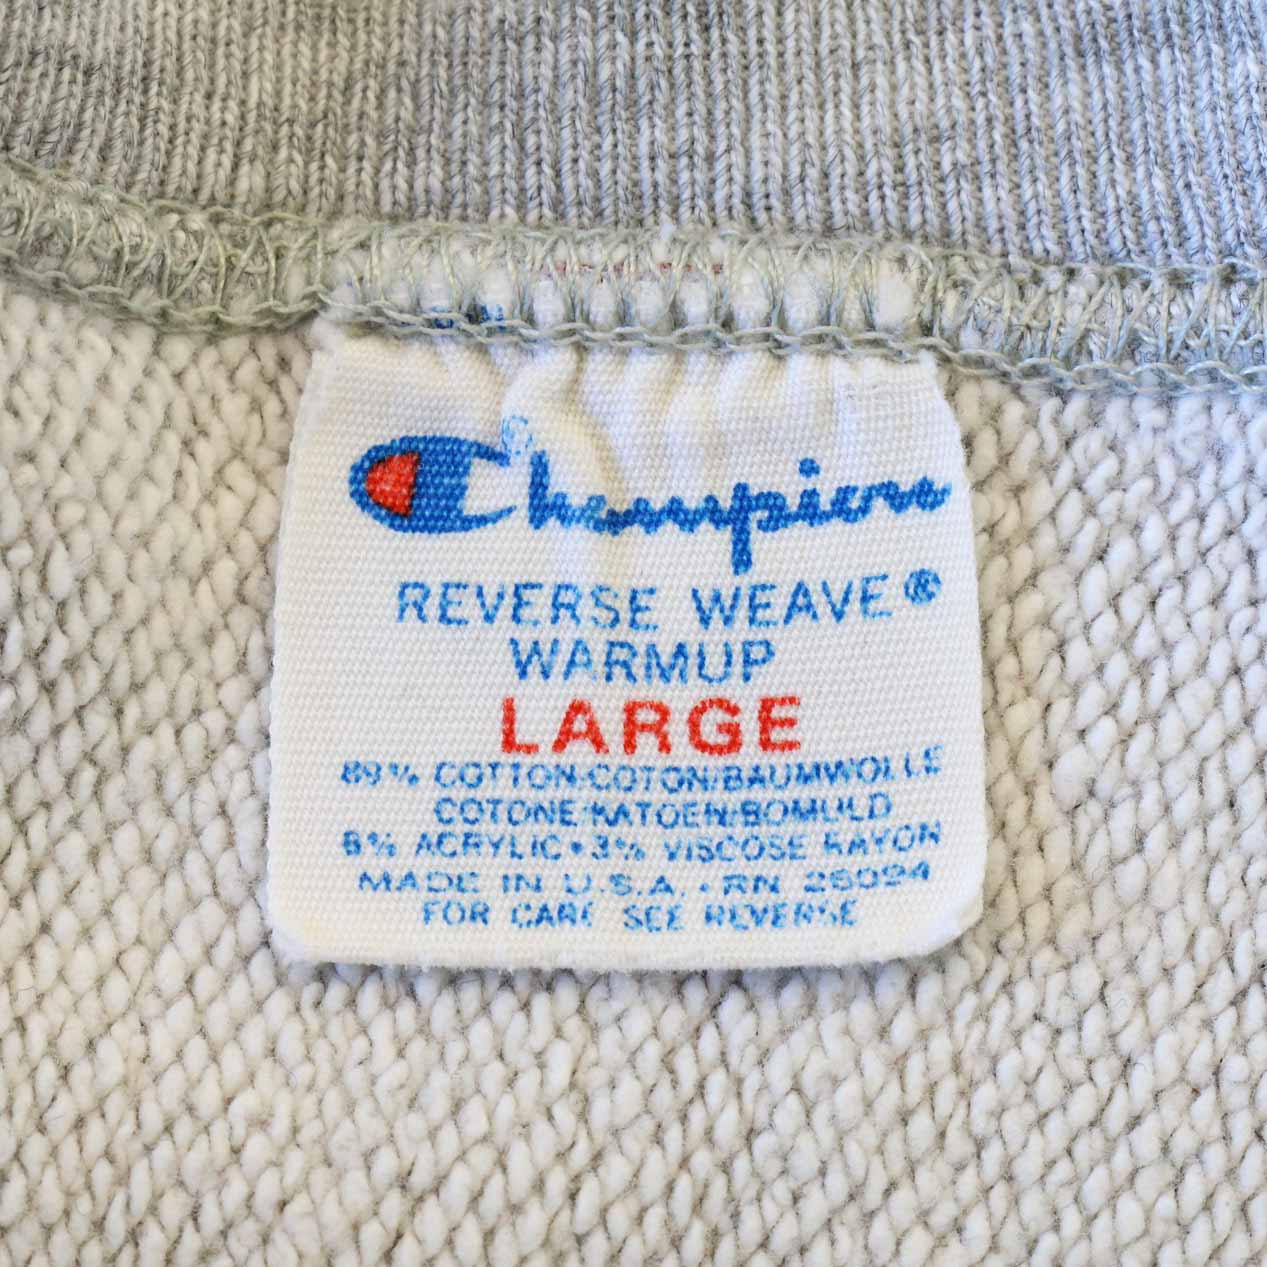 Champion
REVERSE WEAVE®
WARMUP
LARGE
89% COTTON/COTON/BAUMWOLLE
COTONE/KATOEN/BOMULD
8% ACRYLIC•3% VISCOSE RAYON
MADE IN U.S.A. • RN 26094
FOR CARE SEE REVERSE